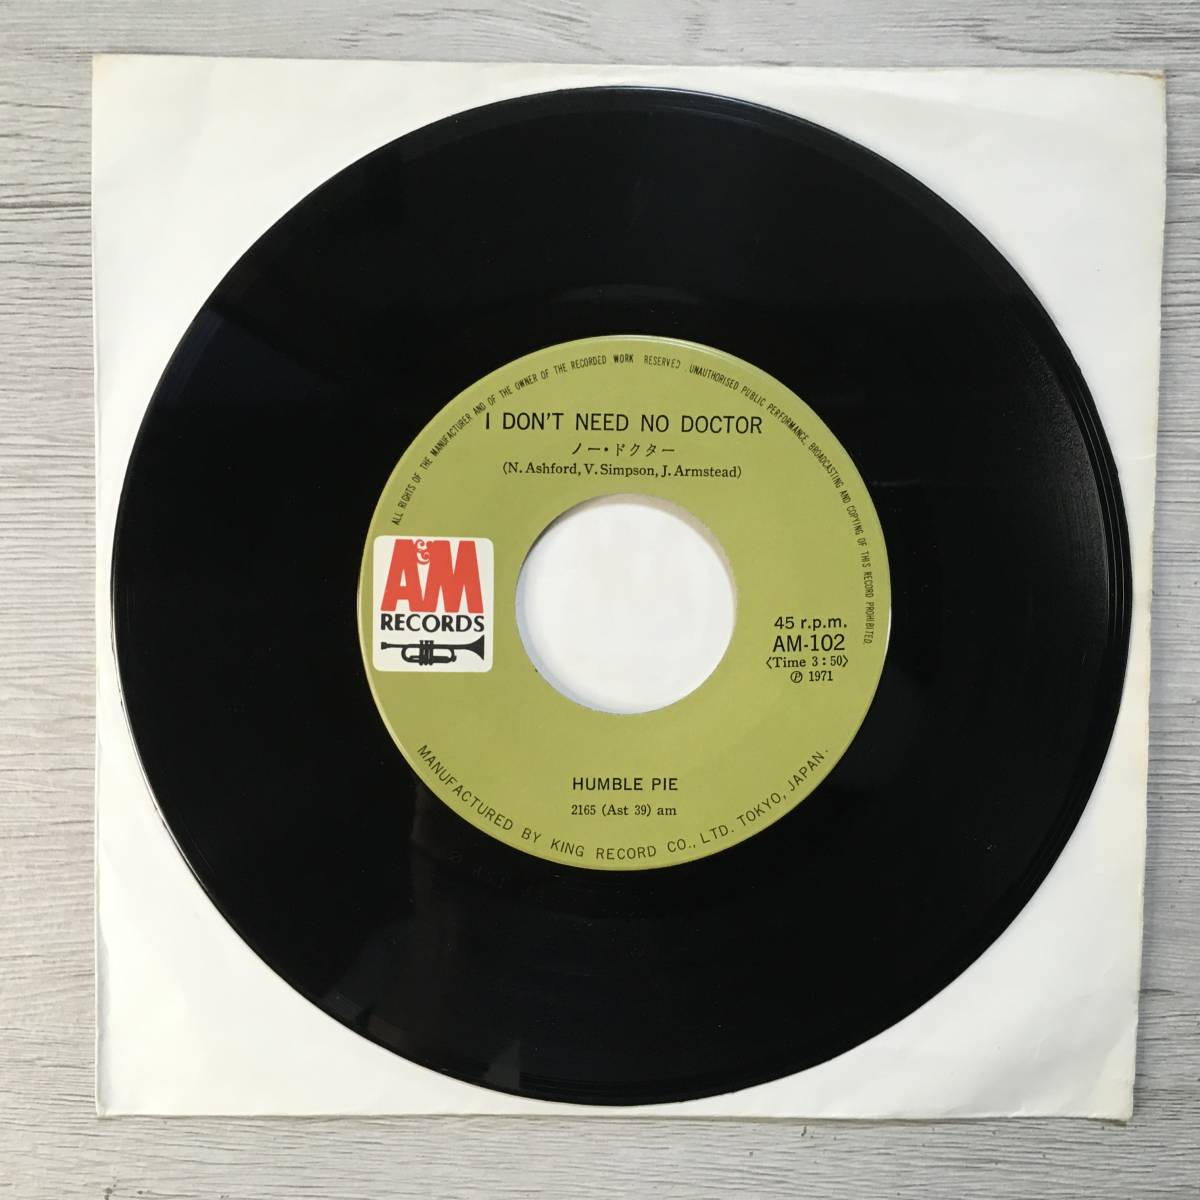 ALL RIGHTS OF THE MANUFACTURER AND OF THE OWNER OF THE RECORDED WORK RESERVED. UNAUTHORISED PUBLIC PERFORMANCE, BROADCASTING AND COPYING OF THIS RECORD PROHIBITED.
I DON'T NEED NO DOCTOR
ノー・ドクター
(N. Ashford, V. Simpson, J. Armstead)
A&M
RECORDS
45 r.p.m.
AM-102
〈Time 3:50〉
Ⓟ 1971
HUMBLE PIE
2165 (Ast 39) am
MANUFACTURED BY KING RECORD CO., LTD. TOKYO, JAPAN.